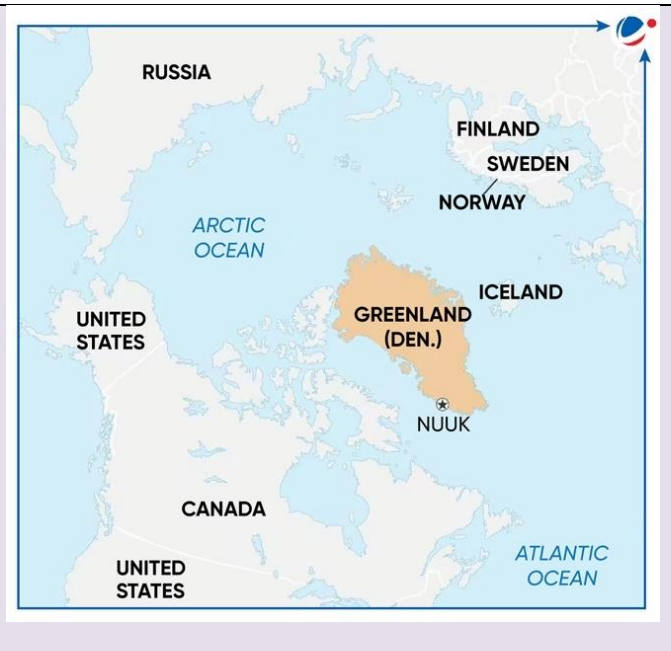 RUSSIA
FINLAND
SWEDEN
NORWAY
ARCTIC
OCEAN
ICELAND
GREENLAND
(DEN.)
UNITED
STATES
NUUK
CANADA
ATLANTIC
OCEAN
UNITED
STATES